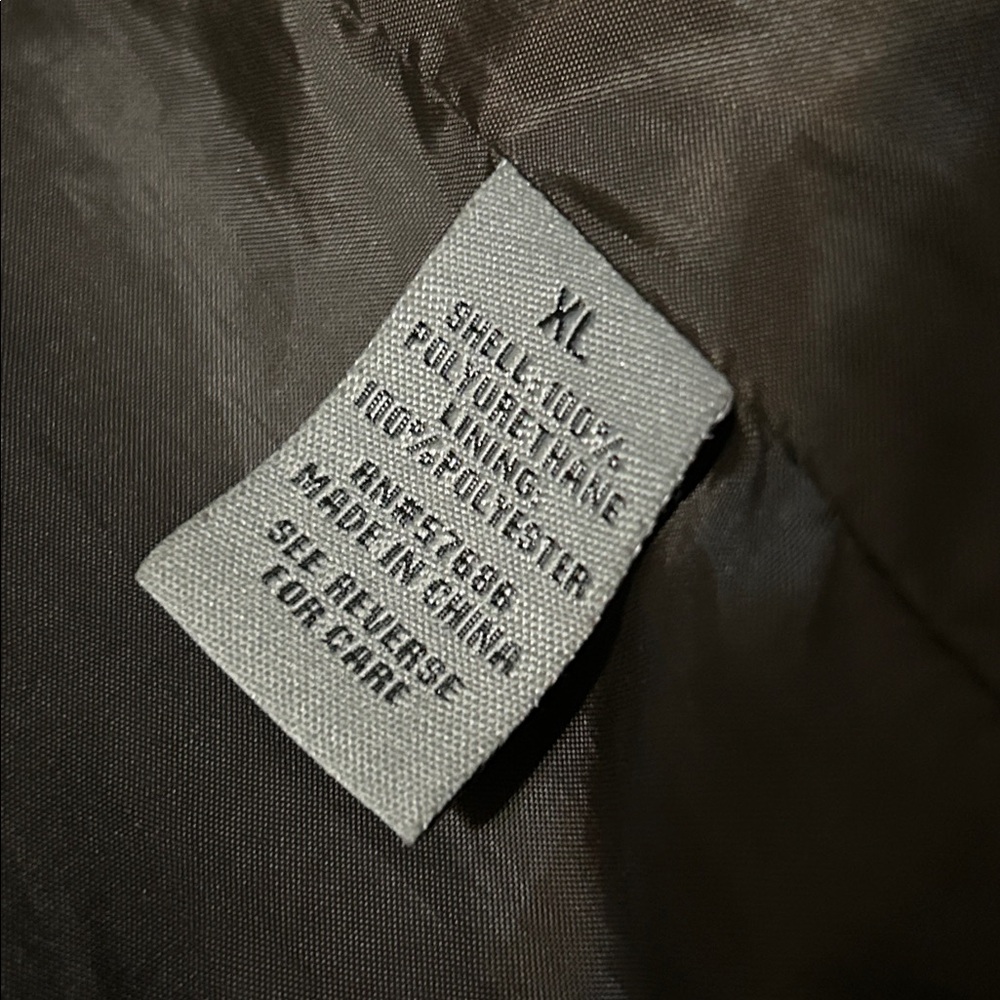 XL
SHELL:100%
POLYURETHANE
LINING:
100%POLYESTER
RN#57686
MADE IN CHINA
SEE REVERSE
FOR CARE